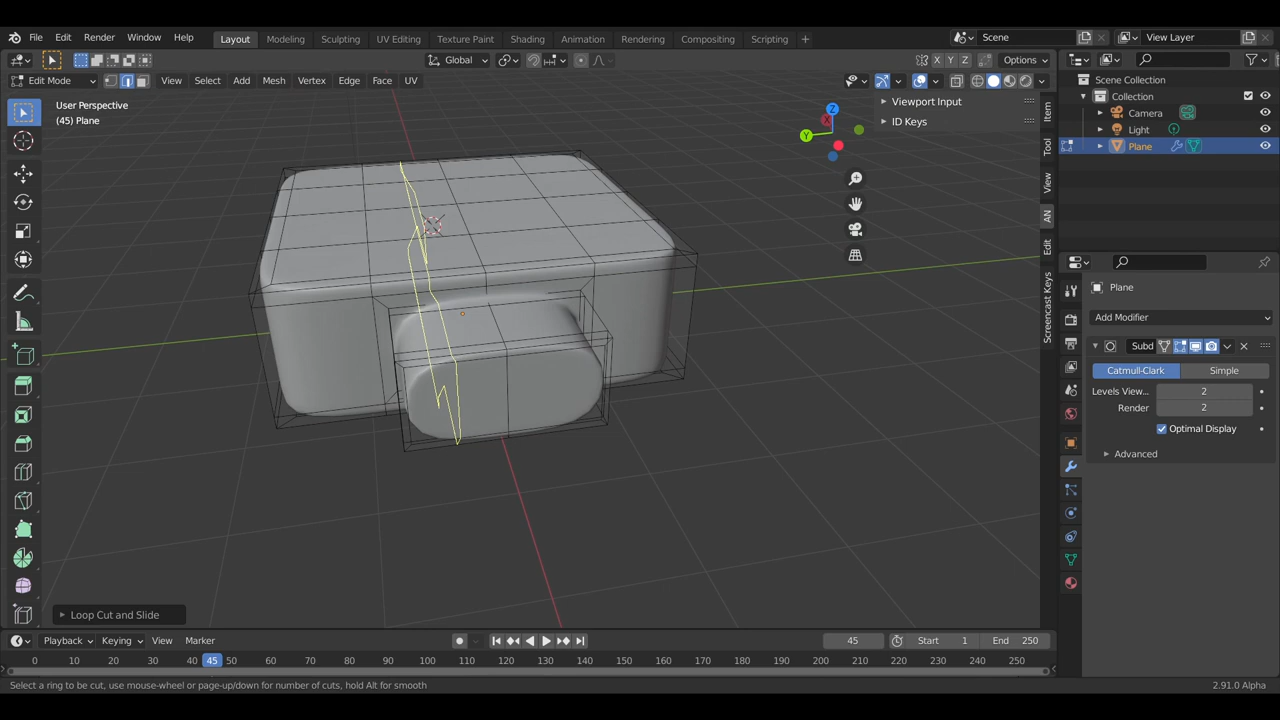 File Edit Render Window Help
Layout Modeling Sculpting UV Editing Texture Paint Shading Animation Rendering Compositing Scripting +
Scene
View Layer
Global
X Y Z
Options
Edit Mode
View Select Add Mesh Vertex Edge Face UV
User Perspective
(45) Plane
Z
X
Y
Viewport Input
ID Keys
Item
Tool
View
AN
Edit
Screencast Keys
Scene Collection
Collection
Camera
Light
Plane
Plane
Add Modifier
Subd
Catmull-Clark Simple
Levels View... 2
Render 2
Optimal Display
Advanced
Loop Cut and Slide
Playback Keying View Marker
45
Start 1
End 250
0 10 20 30 40 45 50 60 70 80 90 100 110 120 130 140 150 160 170 180 190 200 210 220 230 240 250
Select a ring to be cut, use mouse-wheel or page-up/down for number of cuts, hold Alt for smooth
2.91.0 Alpha